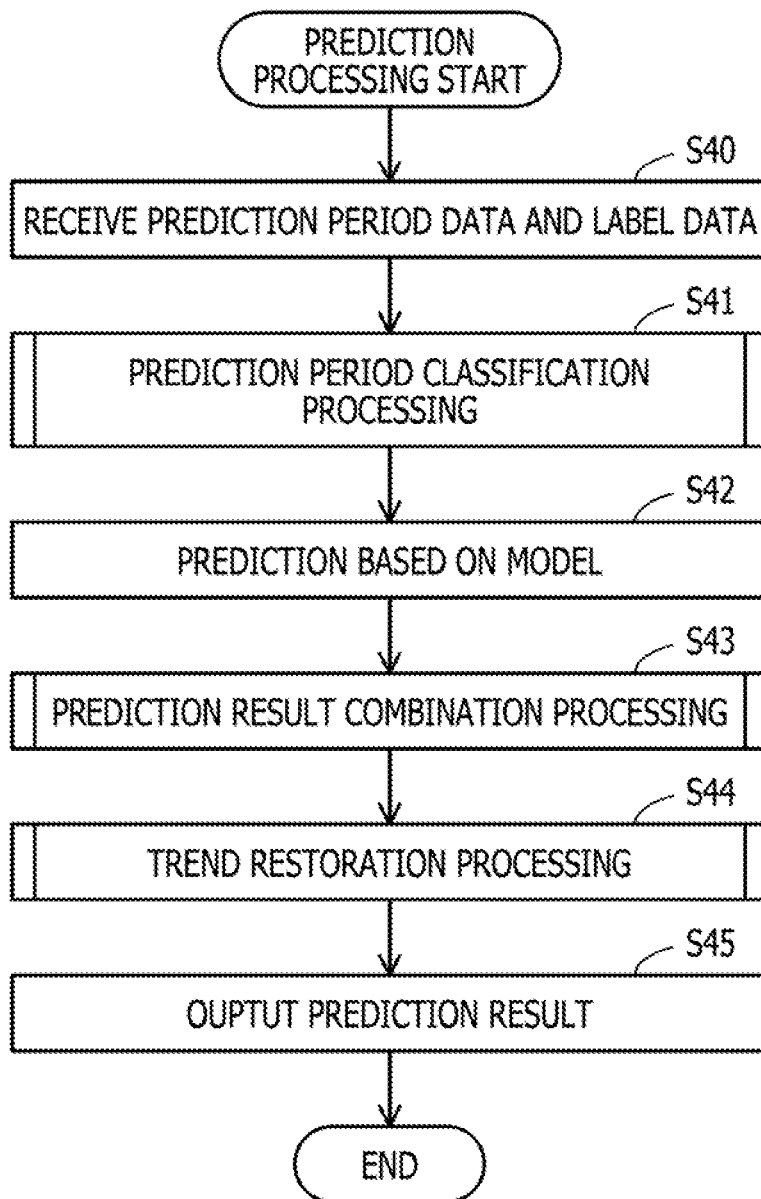 PREDICTION
PROCESSING START
S40
RECEIVE PREDICTION PERIOD DATA AND LABEL DATA
S41
PREDICTION PERIOD CLASSIFICATION
PROCESSING
S42
PREDICTION BASED ON MODEL
S43
PREDICTION RESULT COMBINATION PROCESSING
S44
TREND RESTORATION PROCESSING
S45
OUPTUT PREDICTION RESULT
END